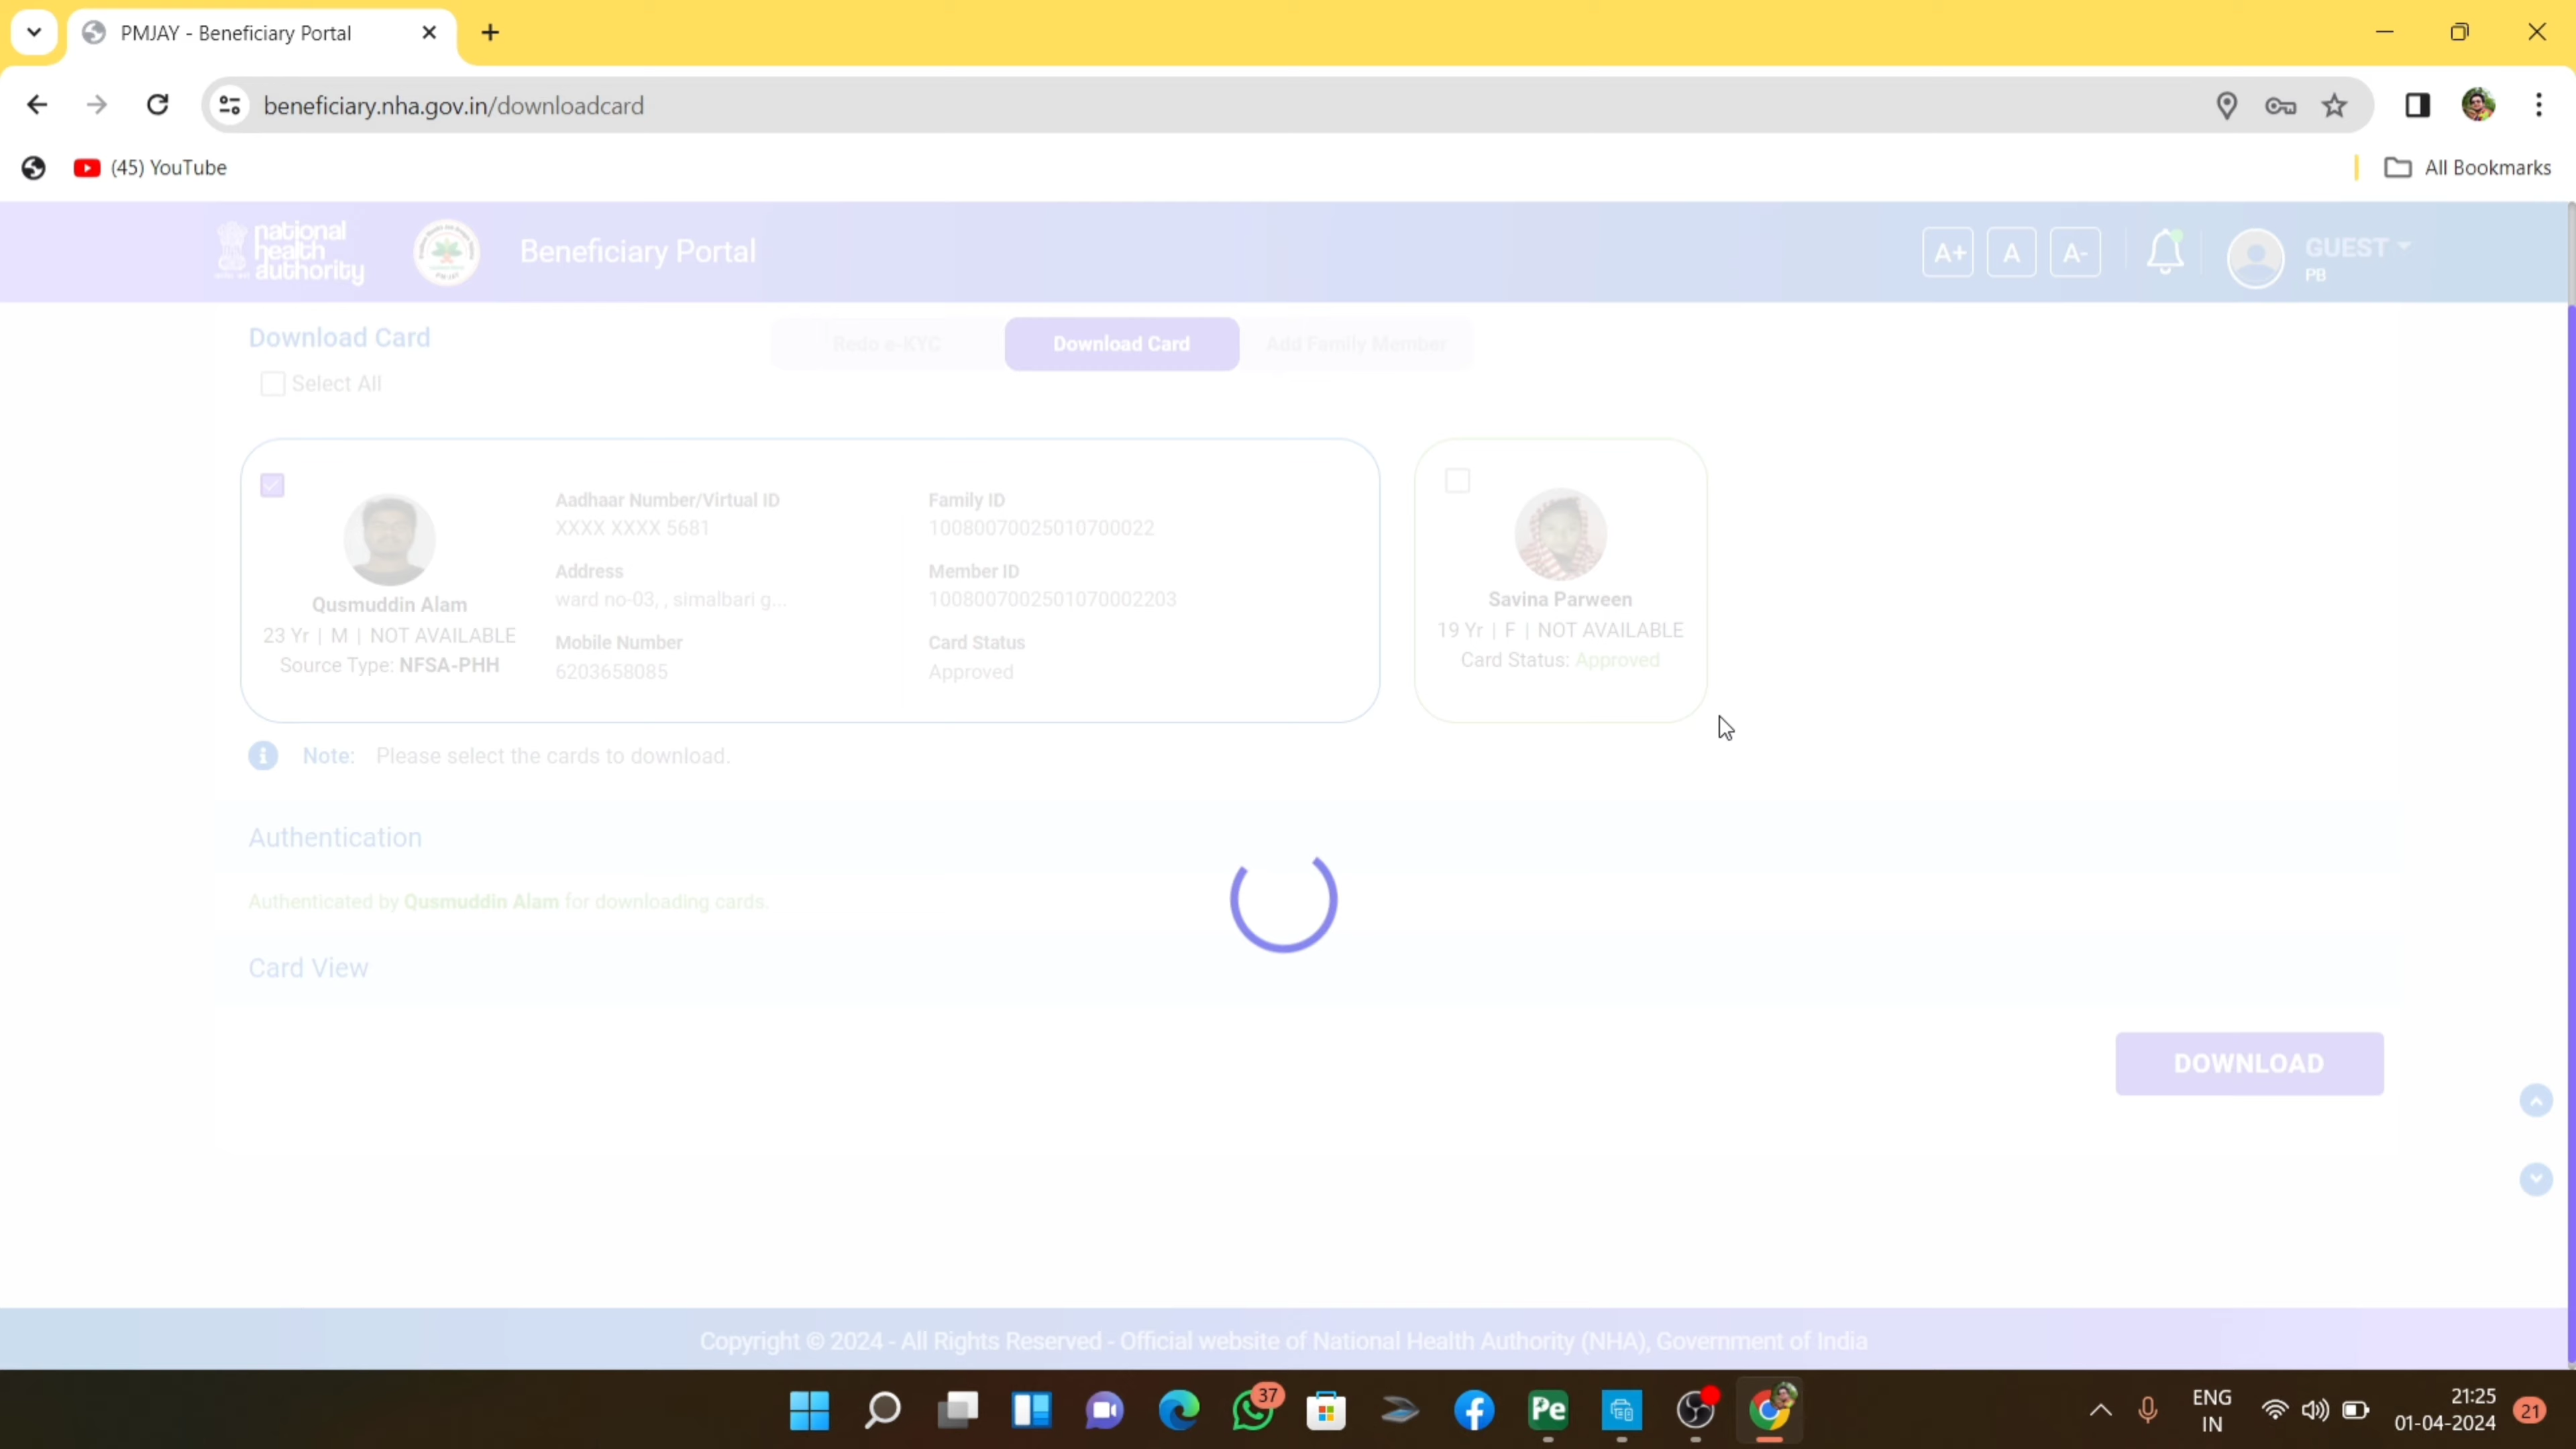 PMJAY - Beneficiary Portal
beneficiary.nha.gov.in/downloadcard
(45) YouTube
All Bookmarks
national
health
authority
Beneficiary Portal
A+
A
A-
GUEST
PB
Download Card
Redo e-KYC
Download Card
Add Family Member
Select All
Qusmuddin Alam
23 Yr | M | NOT AVAILABLE
Source Type: NFSA-PHH
Aadhaar Number/Virtual ID
XXXX XXXX 5681
Address
ward no-03, , simalbari g...
Mobile Number
6203658085
Family ID
10080070025010700022
Member ID
1008007002501070002203
Card Status
Approved
Savina Parween
19 Yr | F | NOT AVAILABLE
Card Status: Approved
Note: Please select the cards to download.
Authentication
Authenticated by Qusmuddin Alam for downloading cards.
Card View
DOWNLOAD
Copyright © 2024 - All Rights Reserved - Official website of National Health Authority (NHA), Government of India
37
Pe
ENG
IN
21:25
01-04-2024
21